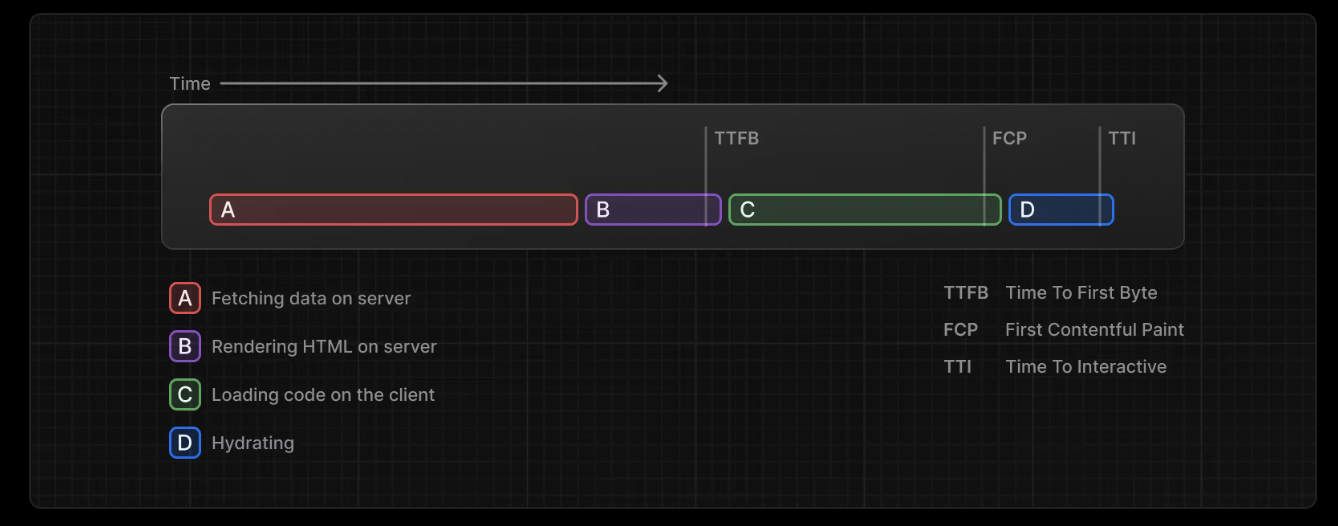 Time
TTFB FCP TTI
A B C D
A Fetching data on server
B Rendering HTML on server
C Loading code on the client
D Hydrating
TTFB Time To First Byte
FCP First Contentful Paint
TTI Time To Interactive